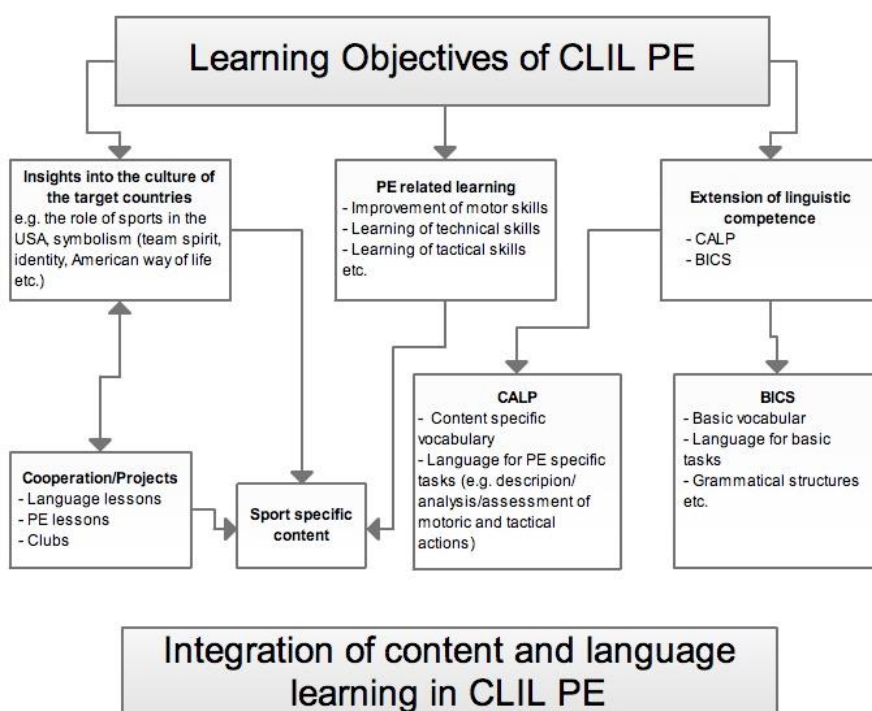 Learning Objectives of CLIL PE
Insights into the culture of
the target countries
e.g. the role of sports in the
USA, symbolism (team spirit,
identity, American way of life
etc.)
PE related learning
- Improvement of motor skills
- Learning of technical skills
- Learning of tactical skills
etc.
Extension of linguistic
competence
- CALP
- BICS
CALP
- Content specific
vocabulary
- Language for PE specific
tasks (e.g. descripion/
analysis/assessment of
motoric and tactical
actions)
BICS
- Basic vocabular
- Language for basic
tasks
- Grammatical structures
etc.
Cooperation/Projects
- Language lessons
- PE lessons
- Clubs
Sport specific
content
Integration of content and language
learning in CLIL PE